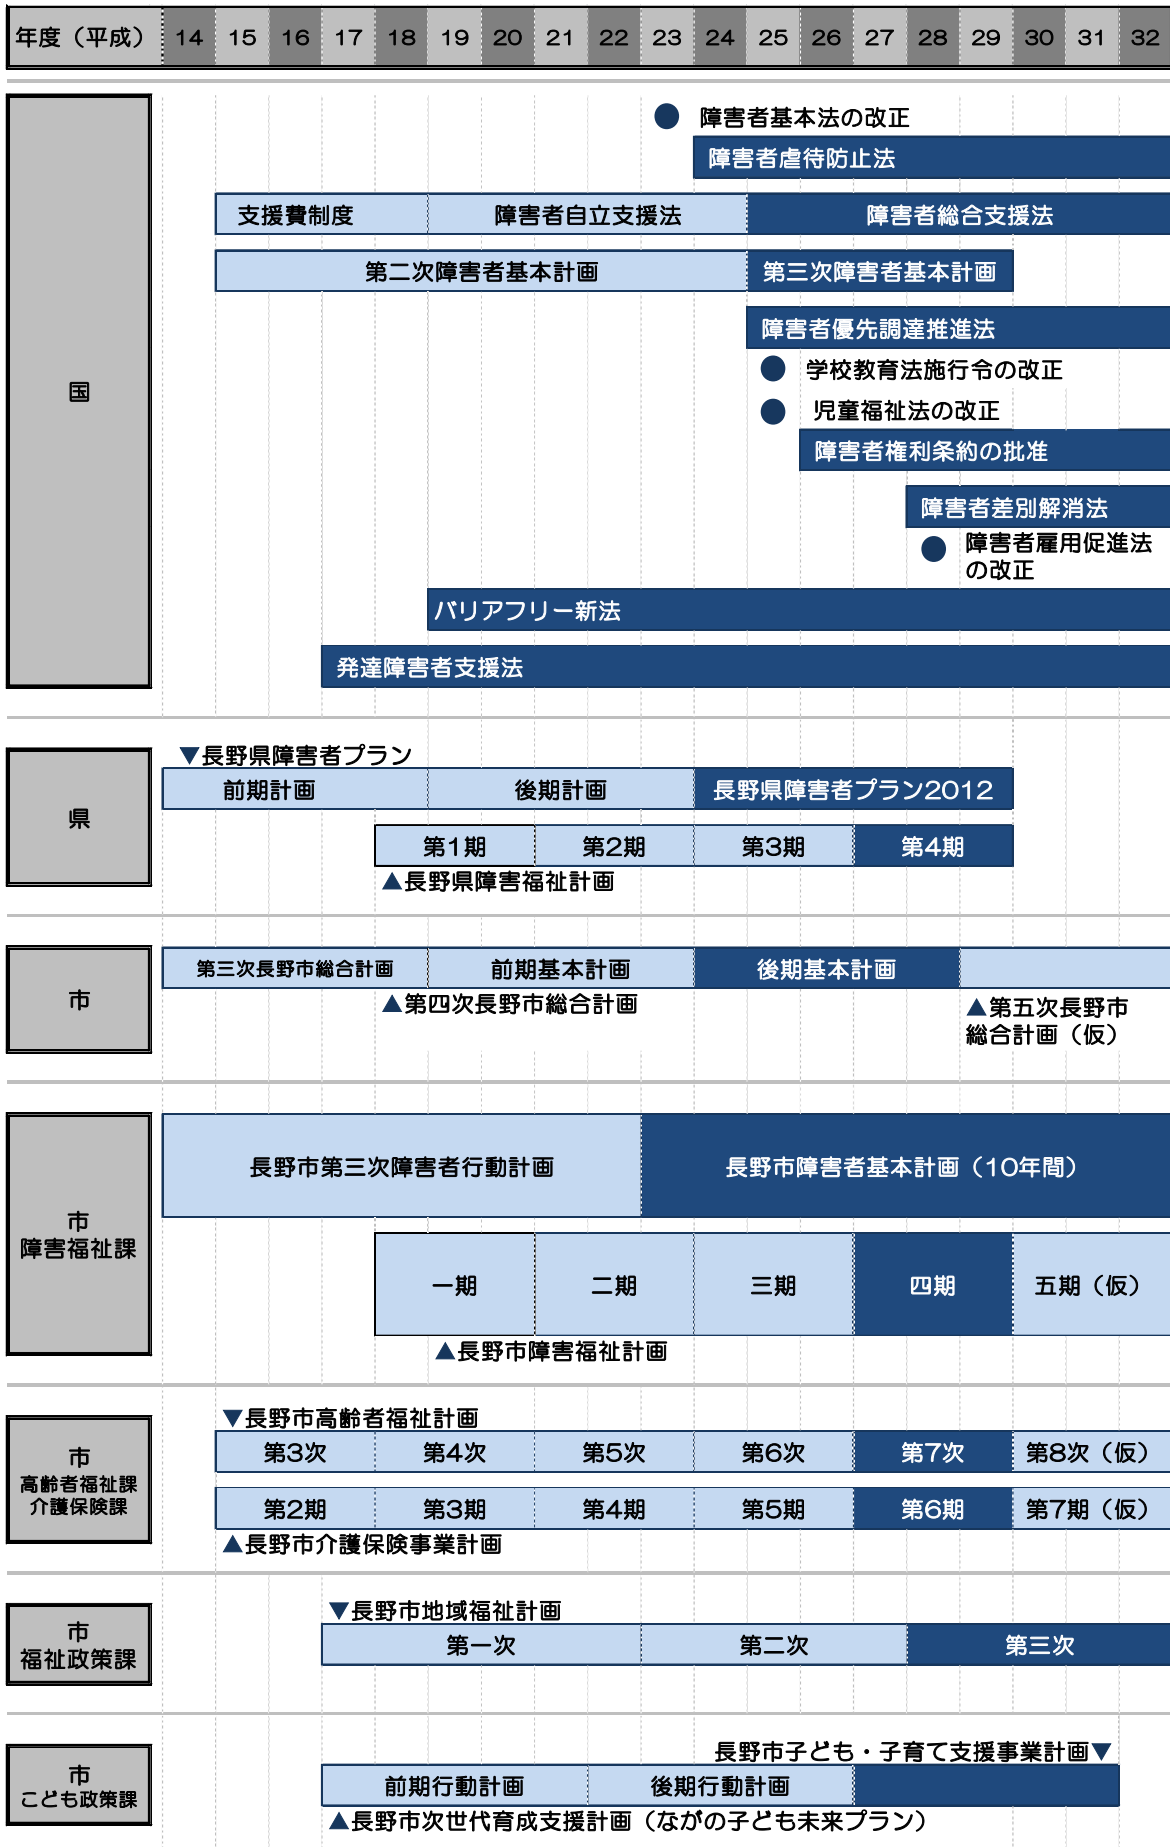 年度（平成） 14 15 16 17 18 19 20 21 22 23 24 25 26 27 28 29 30 31 32
国
障害者基本法の改正
障害者虐待防止法
支援費制度 障害者自立支援法 障害者総合支援法
第二次障害者基本計画 第三次障害者基本計画
障害者優先調達推進法
学校教育法施行令の改正
児童福祉法の改正
障害者権利条約の批准
障害者差別解消法
障害者雇用促進法
の改正
バリアフリー新法
発達障害者支援法
県
▼長野県障害者プラン
前期計画 後期計画 長野県障害者プラン2012
第1期 第2期 第3期 第4期
▲長野県障害福祉計画
市
第三次長野市総合計画 前期基本計画 後期基本計画
▲第四次長野市総合計画
▲第五次長野市
総合計画（仮）
市
障害福祉課
長野市第三次障害者行動計画 長野市障害者基本計画（10年間）
一期 二期 三期 四期 五期（仮）
▲長野市障害福祉計画
市
高齢者福祉課
介護保険課
▼長野市高齢者福祉計画
第3次 第4次 第5次 第6次 第7次 第8次（仮）
第2期 第3期 第4期 第5期 第6期 第7期（仮）
▲長野市介護保険事業計画
市
福祉政策課
▼長野市地域福祉計画
第一次 第二次 第三次
市
こども政策課
長野市子ども・子育て支援事業計画▼
前期行動計画 後期行動計画
▲長野市次世代育成支援計画（ながの子ども未来プラン）